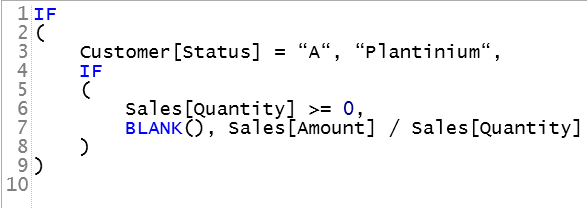 1 IF
2 (
3 Customer[Status] = “A“, “Plantinium“,
4 IF
5 (
6 Sales[Quantity] >= 0,
7 BLANK(), Sales[Amount] / Sales[Quantity]
8 )
9 )
10